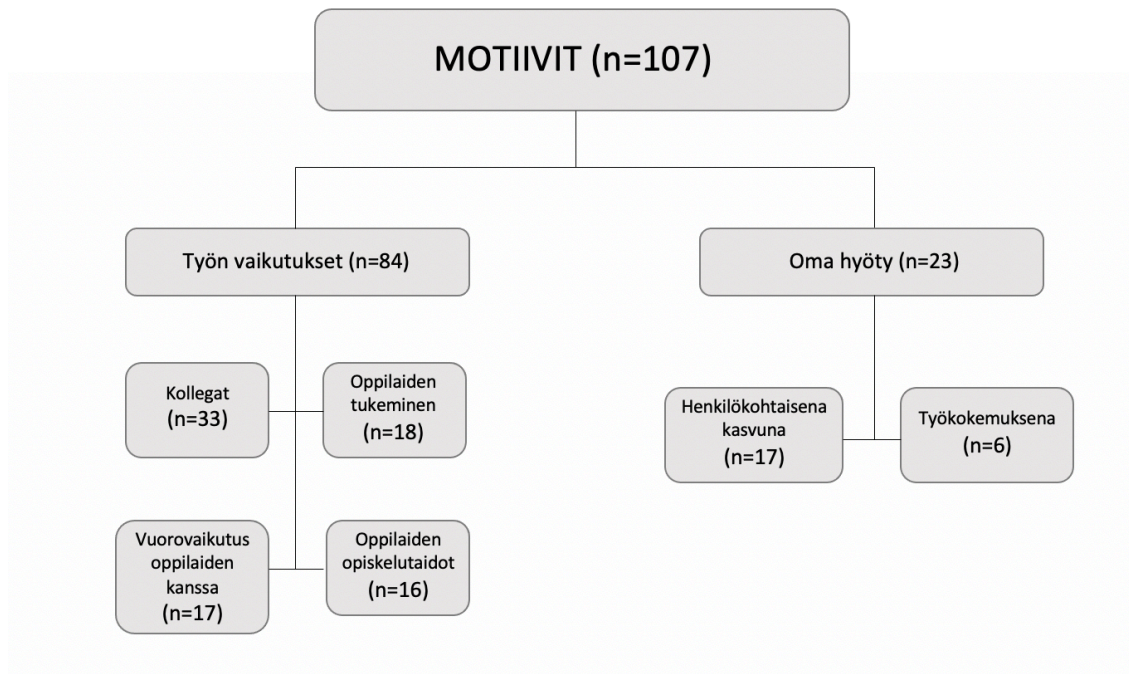 MOTIIVIT (n=107)
Työn vaikutukset (n=84)
Oma hyöty (n=23)
Kollegat
(n=33)
Oppilaiden
tukeminen
(n=18)
Henkilökohtaisena
kasvuna
(n=17)
Työkokemuksena
(n=6)
Vuorovaikutus
oppilaiden
kanssa
(n=17)
Oppilaiden
opiskelutaidot
(n=16)